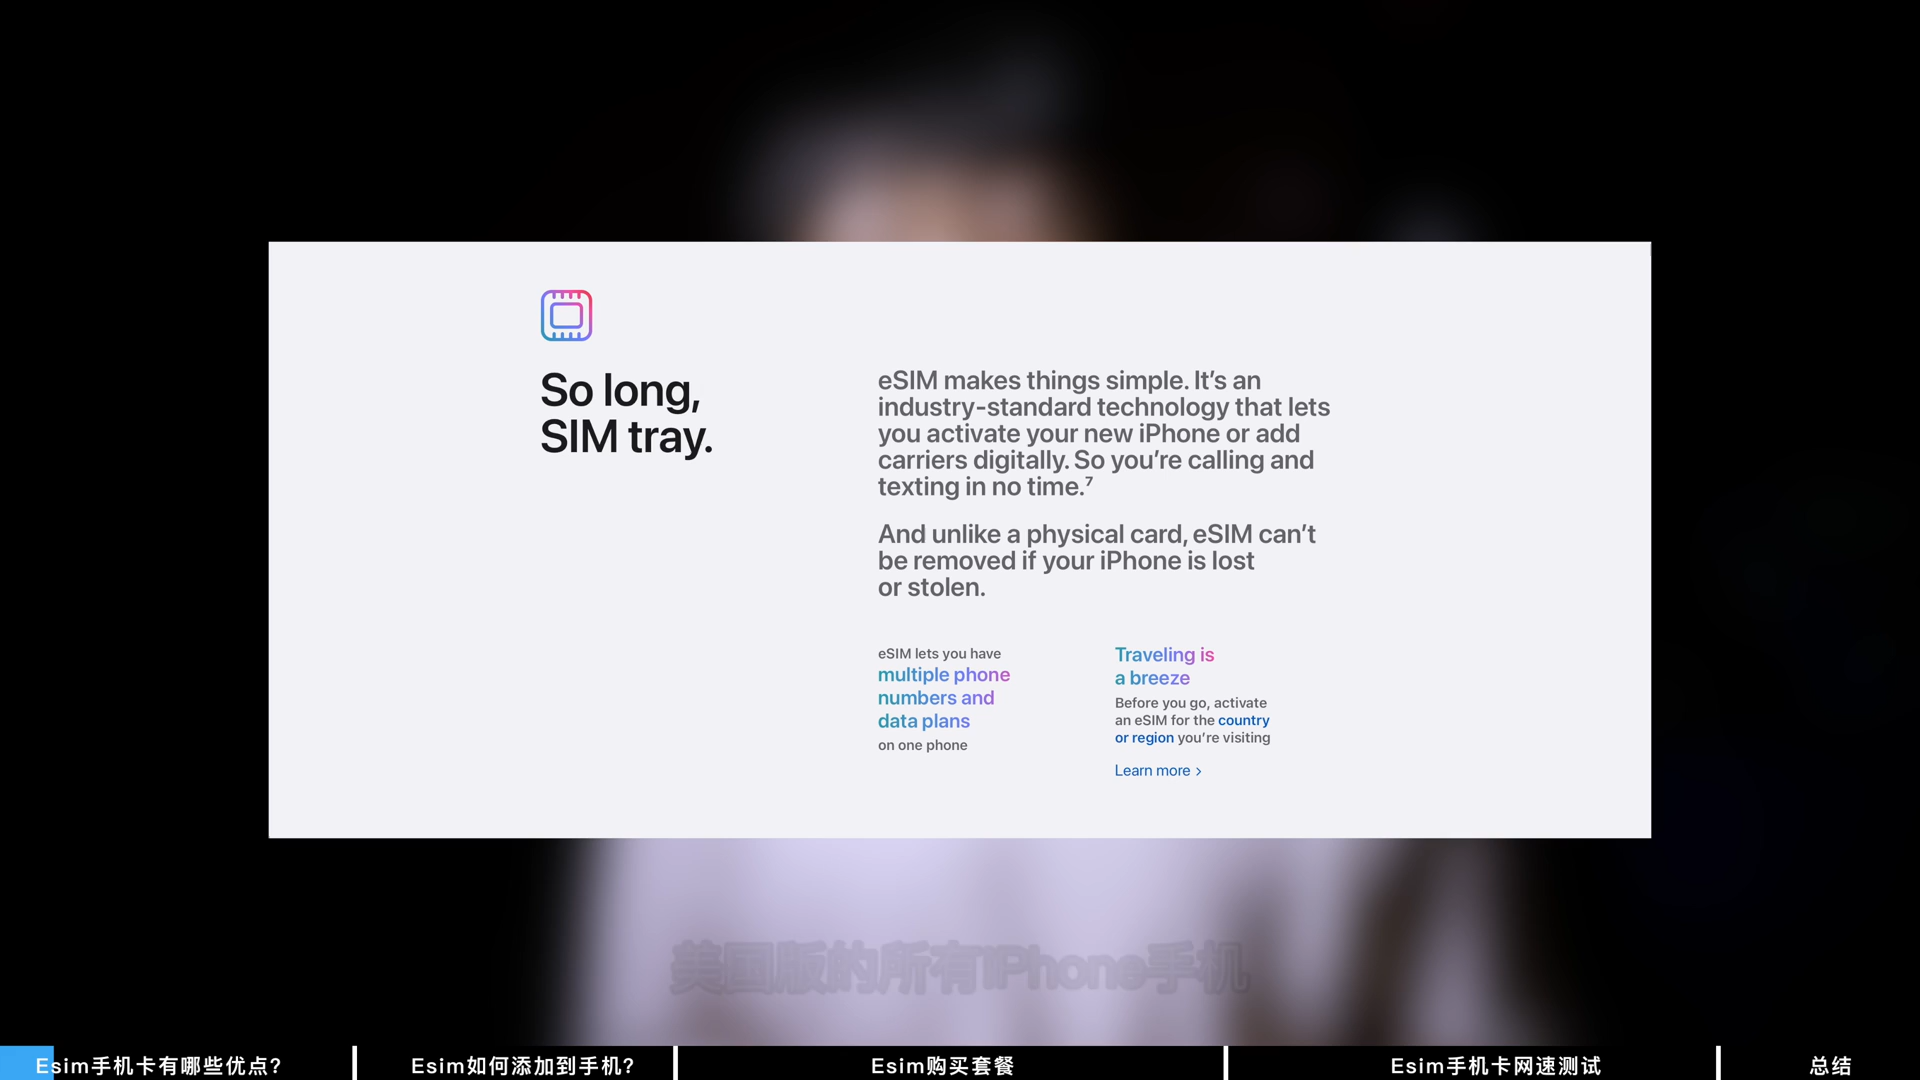 So long,
SIM tray.
eSIM makes things simple. It's an
industry-standard technology that lets
you activate your new iPhone or add
carriers digitally. So you're calling and
texting in no time.⁷
And unlike a physical card, eSIM can't
be removed if your iPhone is lost
or stolen.
eSIM lets you have
multiple phone
numbers and
data plans
on one phone
Traveling is
a breeze
Before you go, activate
an eSIM for the country
or region you're visiting
Learn more >
美国版的所有iPhone手机
Esim手机卡有哪些优点?
Esim如何添加到手机?
Esim购买套餐
Esim手机卡网速测试
总结